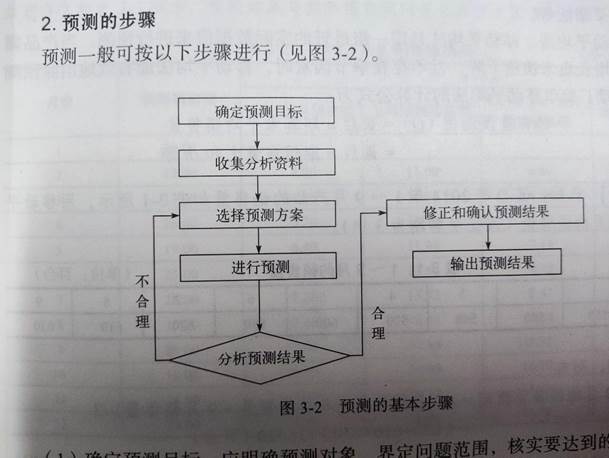 2. 预测的步骤
预测一般可按以下步骤进行（见图 3-2）。
确定预测目标
收集分析资料
选择预测方案
进行预测
分析预测结果
不合理
合理
修正和确认预测结果
输出预测结果
图 3-2 预测的基本步骤
（1）确定预测目标 应明确预测对象 界定问题范围，核实要达到的